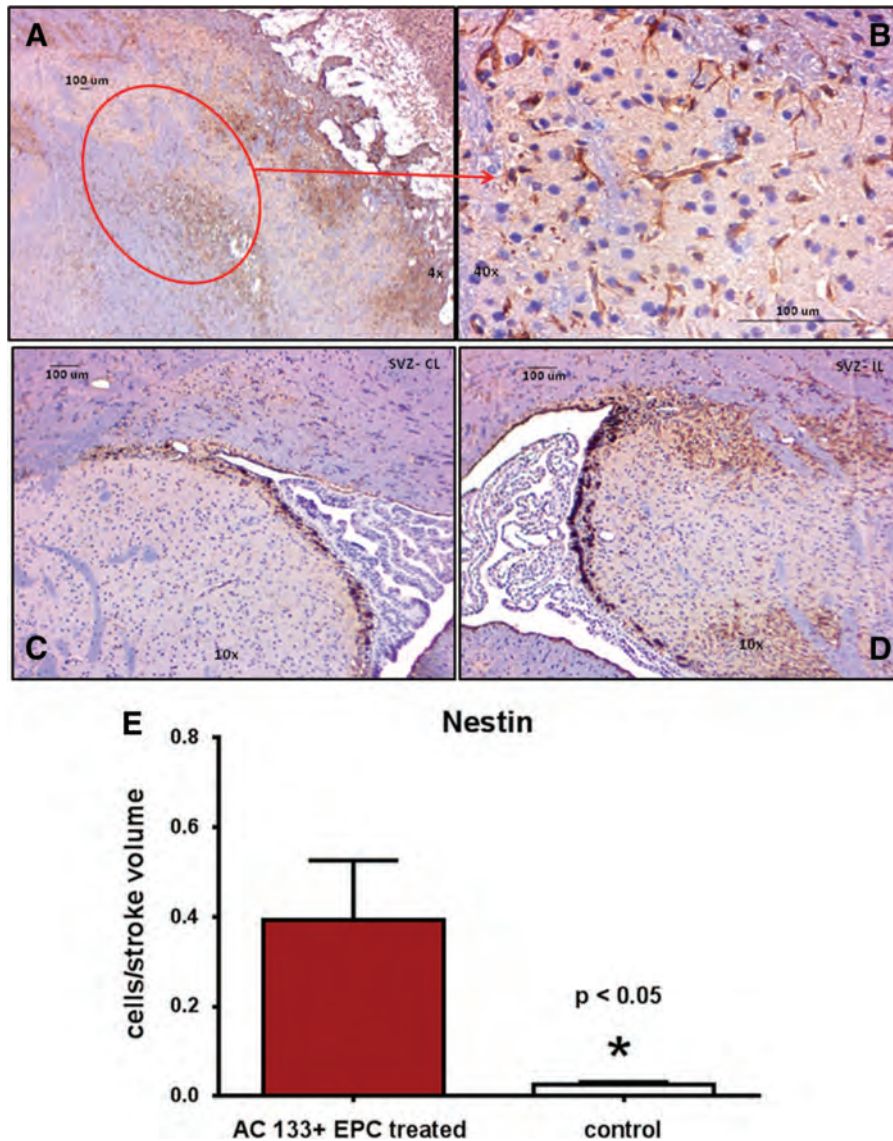 A
100 um
4x
B
40x
100 um
100 um
SVZ- CL
C
10x
100 um
SVZ- IL
10x
D
E
Nestin
cells/stroke volume
0.8
0.6
0.4
0.2
0.0
p < 0.05
*
AC 133+ EPC treated
control